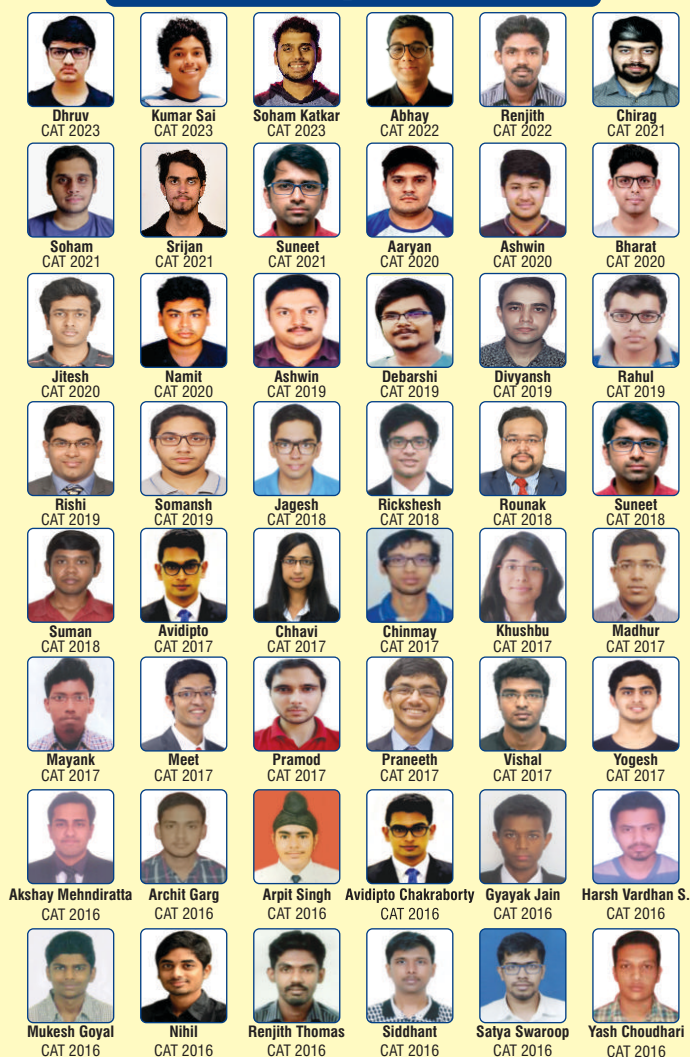 Dhruv Kumar Sai Soham Katkar Abhay Renjith Chirag
CAT 2023 CAT 2023 CAT 2023 CAT 2022 CAT 2022 CAT 2021
Soham Srijan Suneet Aaryan Ashwin Bharat
CAT 2021 CAT 2021 CAT 2021 CAT 2020 CAT 2020 CAT 2020
Jitesh Namit Ashwin Debarshi Divyansh Rahul
CAT 2020 CAT 2020 CAT 2019 CAT 2019 CAT 2019 CAT 2019
Rishi Somansh Jagesh Rickshesh Rounak Suneet
CAT 2019 CAT 2019 CAT 2018 CAT 2018 CAT 2018 CAT 2018
Suman Avidipto Chhavi Chinmay Khushbu Madhur
CAT 2018 CAT 2017 CAT 2017 CAT 2017 CAT 2017 CAT 2017
Mayank Meet Pramod Praneeth Vishal Yogesh
CAT 2017 CAT 2017 CAT 2017 CAT 2017 CAT 2017 CAT 2017
Akshay Mehndiratta Archit Garg Arpit Singh Avidipto Chakraborty Gyayak Jain Harsh Vardhan S.
CAT 2016 CAT 2016 CAT 2016 CAT 2016 CAT 2016 CAT 2016
Mukesh Goyal Nihil Renjith Thomas Siddhant Satya Swaroop Yash Choudhari
CAT 2016 CAT 2016 CAT 2016 CAT 2016 CAT 2016 CAT 2016